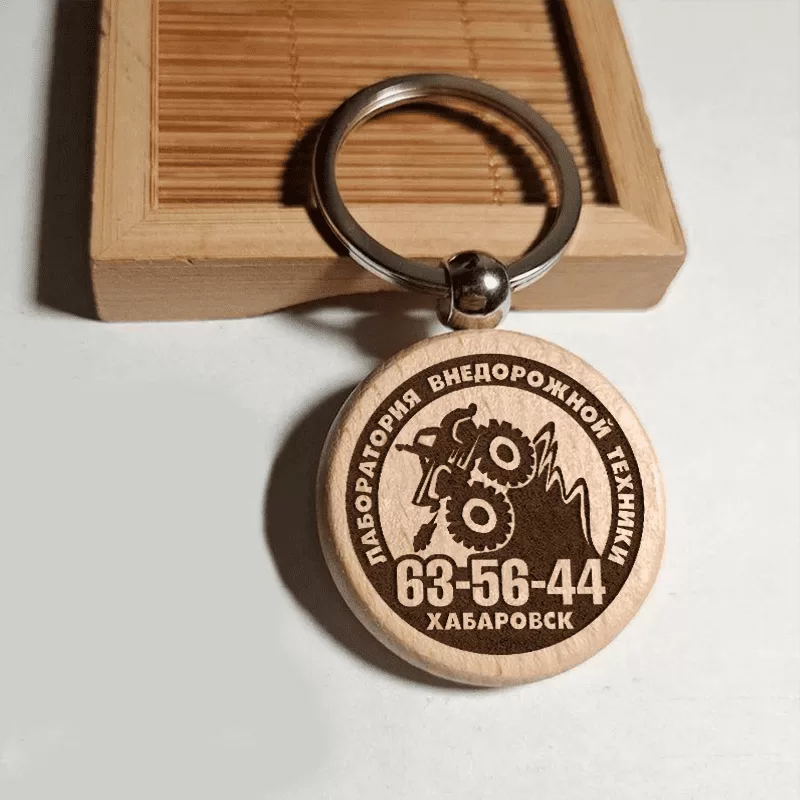 ЛАБОРАТОРИЯ ВНЕДОРОЖНОЙ ТЕХНИКИ
63-56-44
ХАБАРОВСК